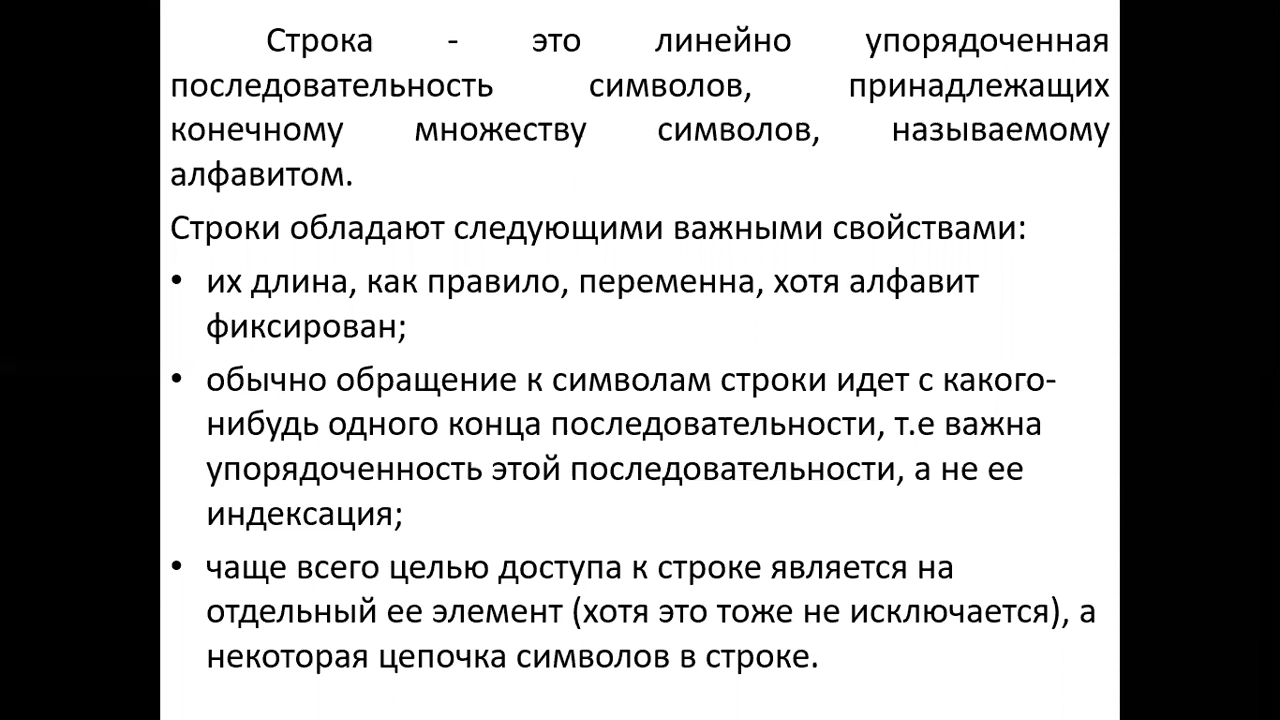 Строка - это линейно упорядоченная
последовательность символов, принадлежащих
конечному множеству символов, называемому
алфавитом.
Строки обладают следующими важными свойствами:
• их длина, как правило, переменна, хотя алфавит
фиксирован;
• обычно обращение к символам строки идет с какого-
нибудь одного конца последовательности, т.е важна
упорядоченность этой последовательности, а не ее
индексация;
• чаще всего целью доступа к строке является на
отдельный ее элемент (хотя это тоже не исключается), а
некоторая цепочка символов в строке.